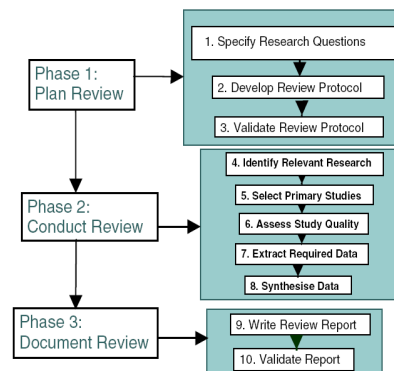 Phase 1:
Plan Review
1. Specify Research Questions
2. Develop Review Protocol
3. Validate Review Protocol
Phase 2:
Conduct Review
4. Identify Relevant Research
5. Select Primary Studies
6. Assess Study Quality
7. Extract Required Data
8. Synthesise Data
Phase 3:
Document Review
9. Write Review Report
10. Validate Report